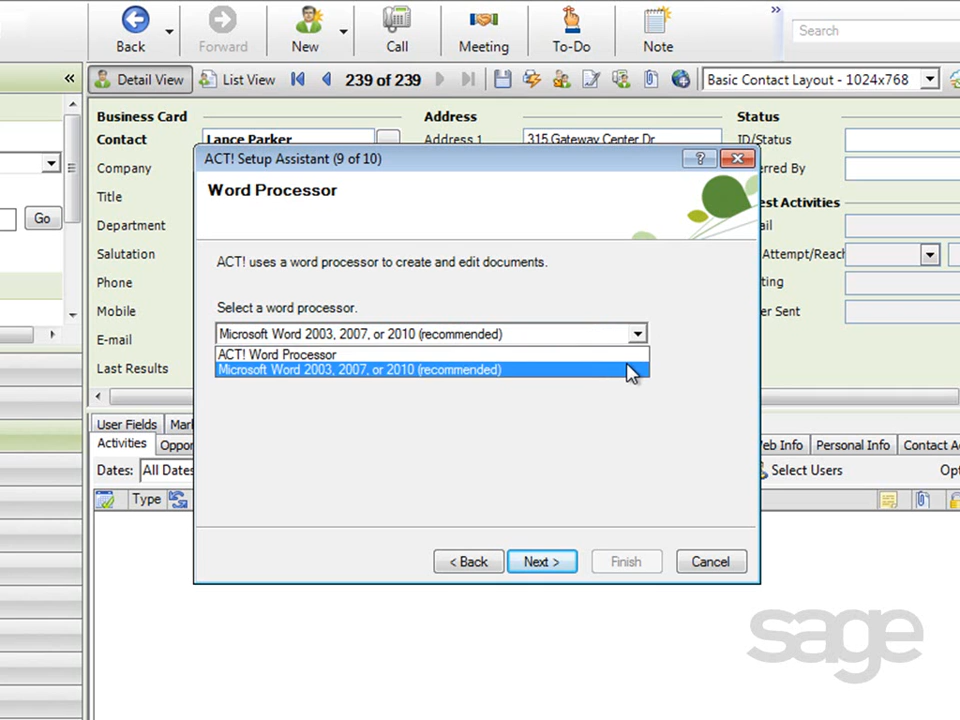 Back
Forward
New
Call
Meeting
To-Do
Note
»
Search
«
Detail View
List View
239 of 239
Basic Contact Layout - 1024x768
Business Card
Address
Status
Contact
Lance Parker
Address 1
315 Gateway Center Dr.
ID/Status
Company
erred By
Title
Go
Department
est Activities
Salutation
ail
Attempt/Reach
Phone
ting
Mobile
er Sent
E-mail
Last Results
ACT! Setup Assistant (9 of 10)
?
Word Processor
ACT! uses a word processor to create and edit documents.
Select a word processor.
Microsoft Word 2003, 2007, or 2010 (recommended)
ACT! Word Processor
Microsoft Word 2003, 2007, or 2010 (recommended)
< Back
Next >
Finish
Cancel
User Fields
Mar
Activities
Oppor
eb Info
Personal Info
Contact A
Dates:
All Dates
Select Users
Opt
Type
sage